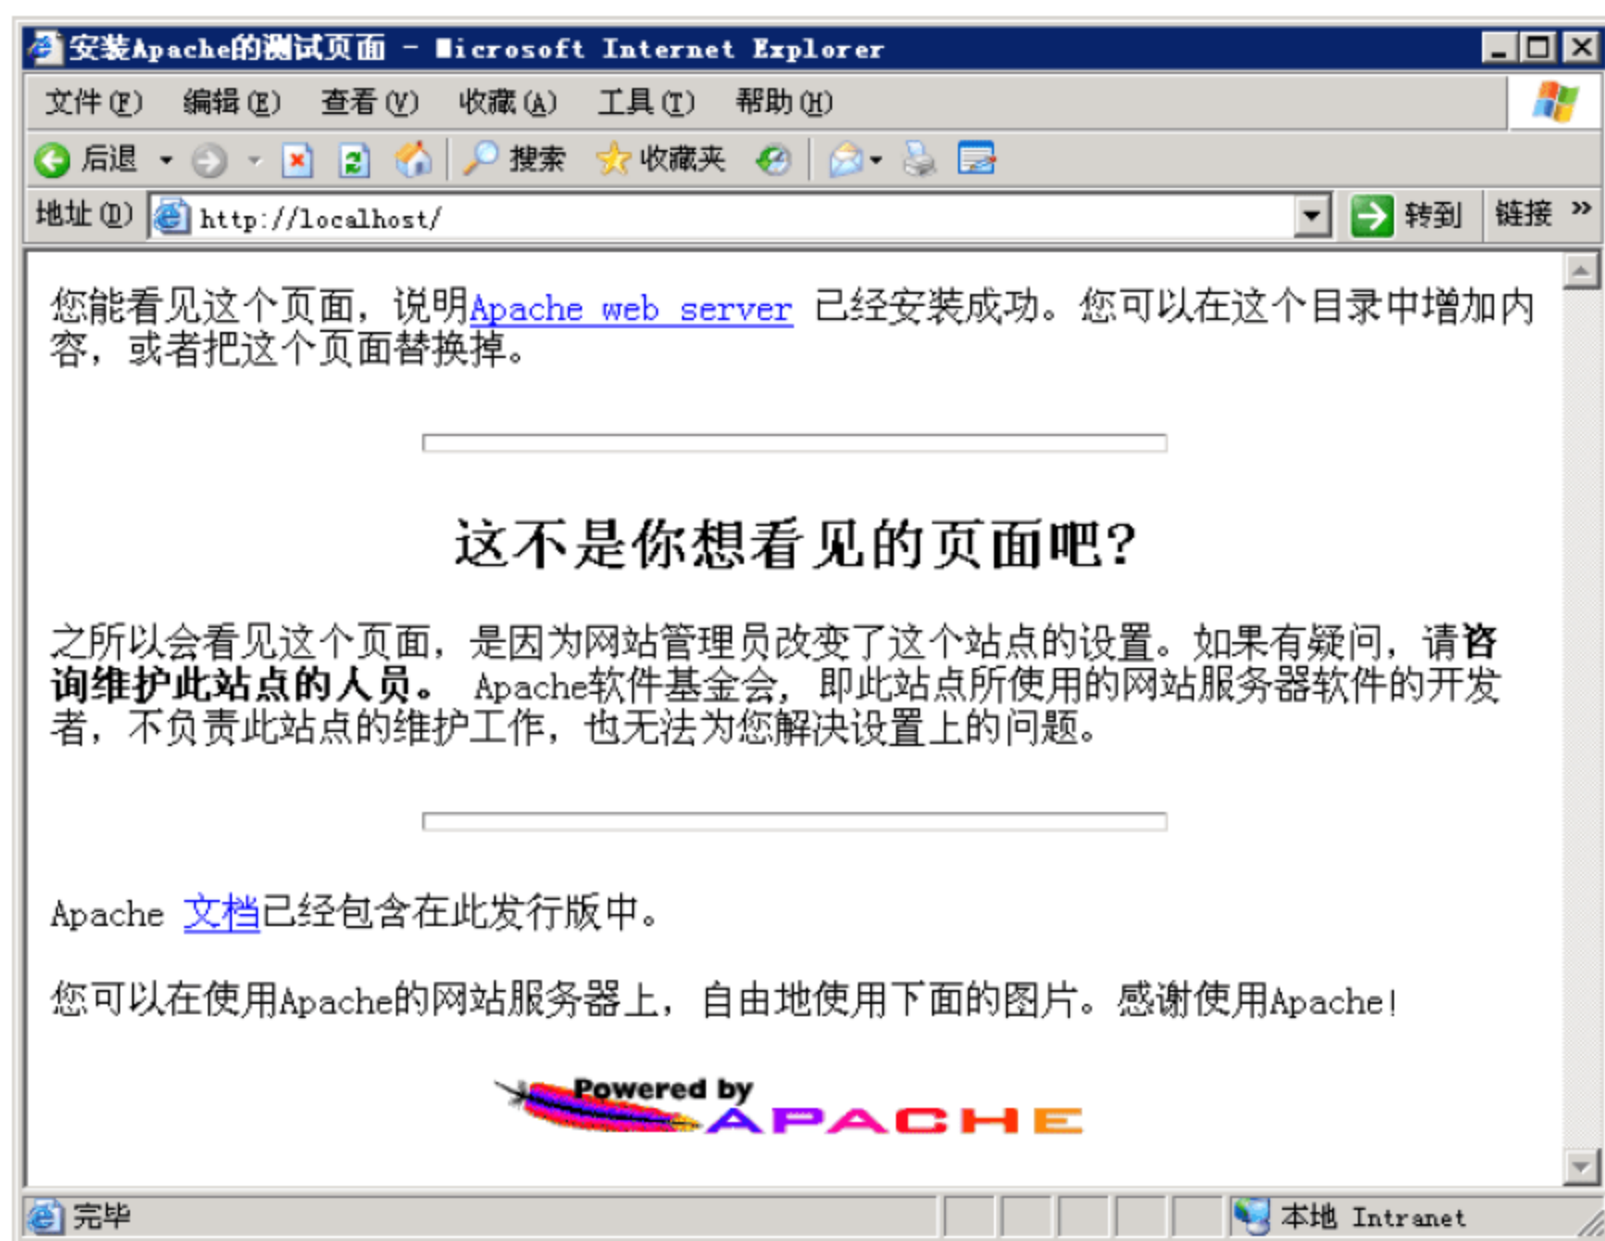 安装Apache的测试页面 - Microsoft Internet Explorer
文件(F) 编辑(E) 查看(V) 收藏(A) 工具(T) 帮助(H)
后退 搜索 收藏夹
地址(D) http://localhost/ 转到 链接 »
您能看见这个页面，说明Apache web server 已经安装成功。您可以在这个目录中增加内
容，或者把这个页面替换掉。
这不是你想看见的页面吧?
之所以会看见这个页面，是因为网站管理员改变了这个站点的设置。如果有疑问，请咨
询维护此站点的人员。 Apache软件基金会，即此站点所使用的网站服务器软件的开发
者，不负责此站点的维护工作，也无法为您解决设置上的问题。
Apache 文档已经包含在此发行版中。
您可以在使用Apache的网站服务器上，自由地使用下面的图片。感谢使用Apache!
Powered by
APACHE
完毕 本地 Intranet